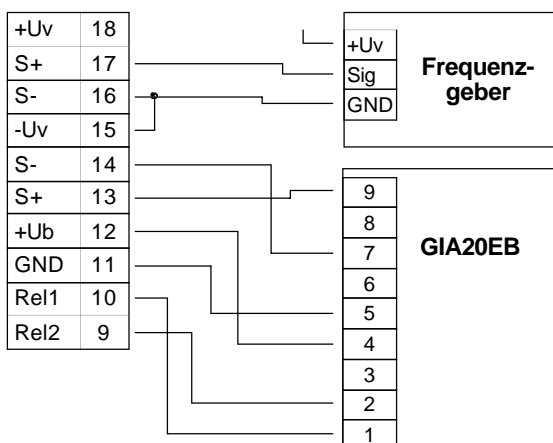 +Uv 18
S+ 17
S- 16
-Uv 15
S- 14
S+ 13
+Ub 12
GND 11
Rel1 10
Rel2 9
+Uv
Sig
GND
Frequenz-
geber
9
8
7
6
5
4
3
2
1
GIA20EB